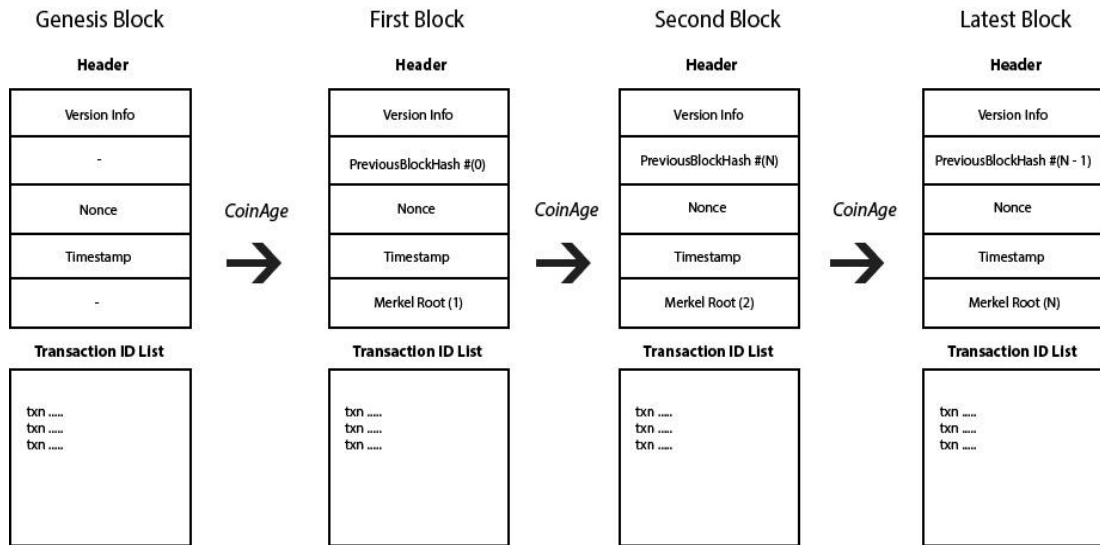 Genesis Block
Header
Version Info
-
Nonce
Timestamp
-
Transaction ID List
txn .....
txn .....
txn .....
CoinAge
First Block
Header
Version Info
PreviousBlockHash #(0)
Nonce
Timestamp
Merkel Root (1)
Transaction ID List
txn .....
txn .....
txn .....
CoinAge
Second Block
Header
Version Info
PreviousBlockHash #(N)
Nonce
Timestamp
Merkel Root (2)
Transaction ID List
txn .....
txn .....
txn .....
CoinAge
Latest Block
Header
Version Info
PreviousBlockHash #(N - 1)
Nonce
Timestamp
Merkel Root (N)
Transaction ID List
txn .....
txn .....
txn .....